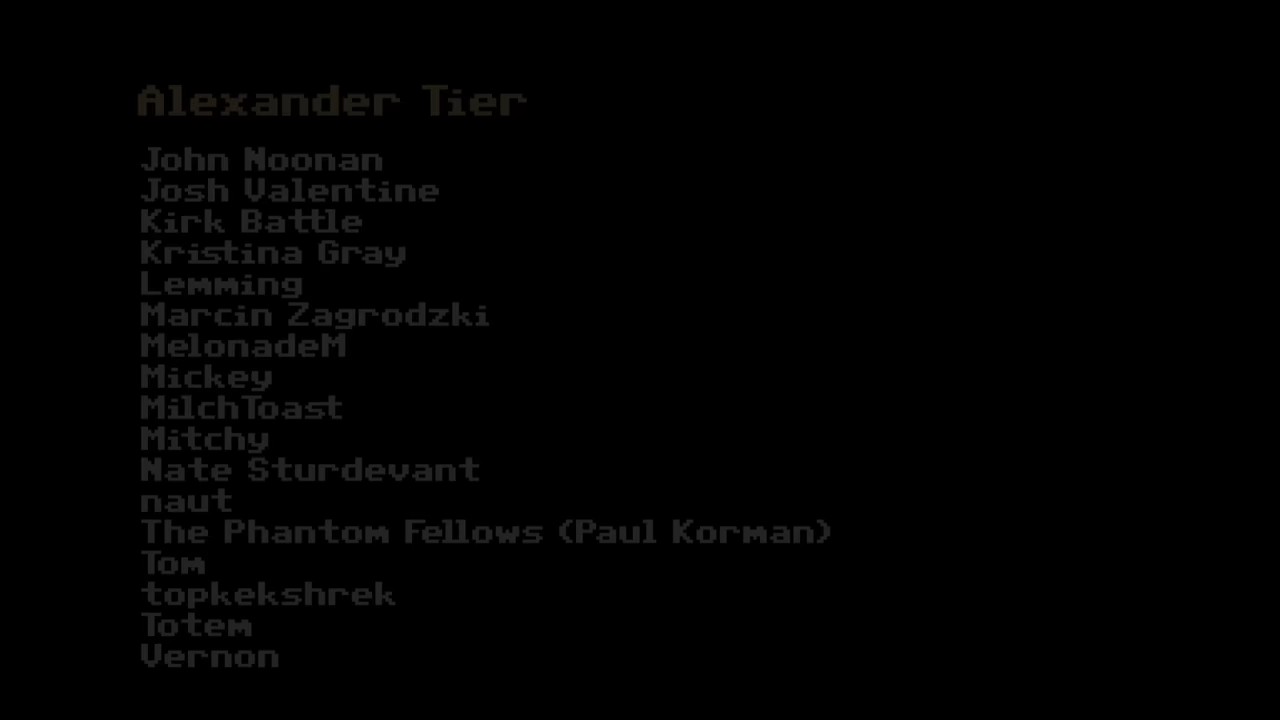 Alexander Tier
John Noonan
Josh Valentine
Kirk Battle
Kristina Gray
Lemming
Marcin Zagrodzki
MelonadeM
Mickey
MilchToast
Mitchy
Nate Sturdevant
naut
The Phantom Fellows (Paul Korman)
Tom
topkekshrek
Totem
Vernon